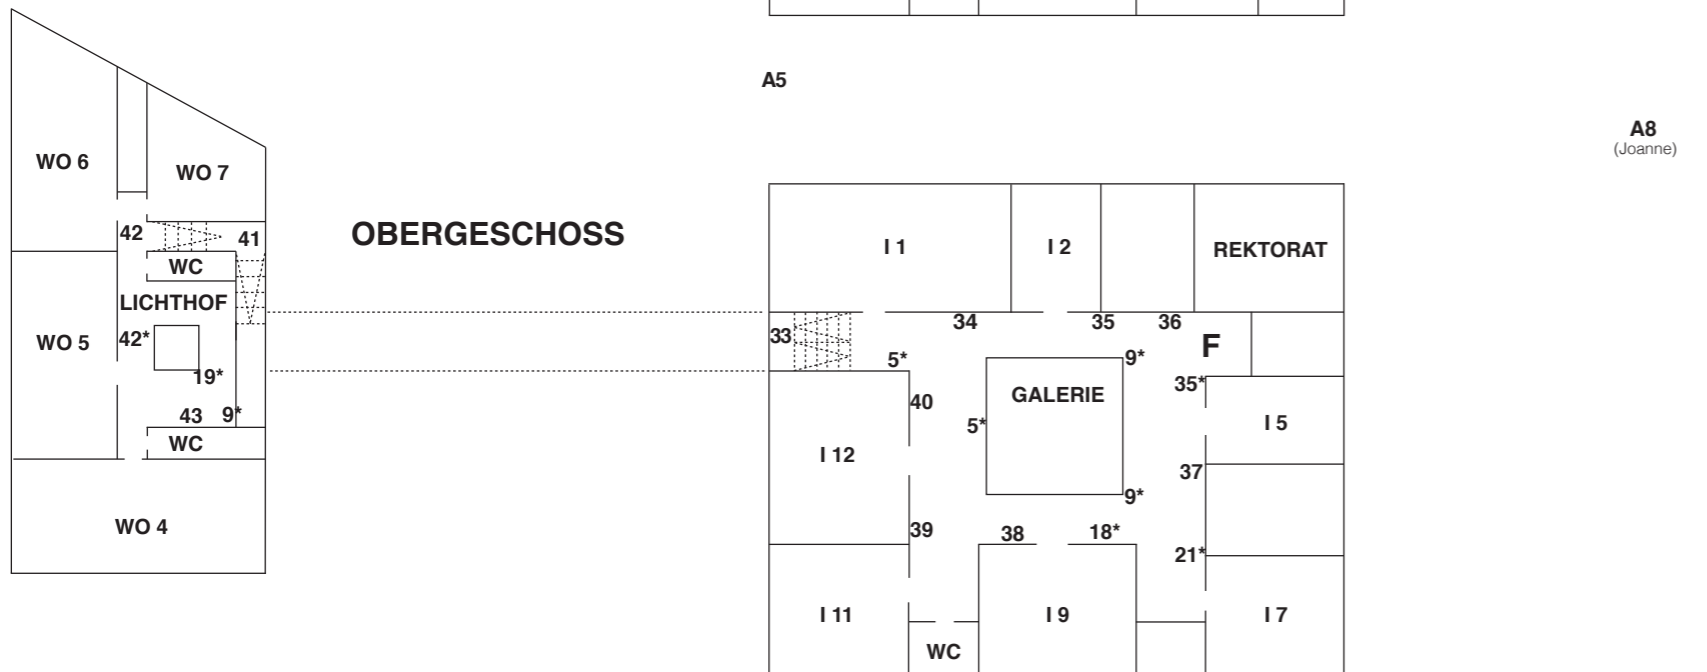 A5
A8
(Joanne)
WO 6
WO 7
42
41
OBERGESCHOSS
I 1
I 2
REKTORAT
WC
LICHTHOF
34
35
36
33
42*
WO 5
F
5*
9*
19*
35*
GALERIE
40
43
9*
5*
I 5
WC
I 12
37
9*
WO 4
39
38
18*
21*
I 11
I 9
I 7
WC